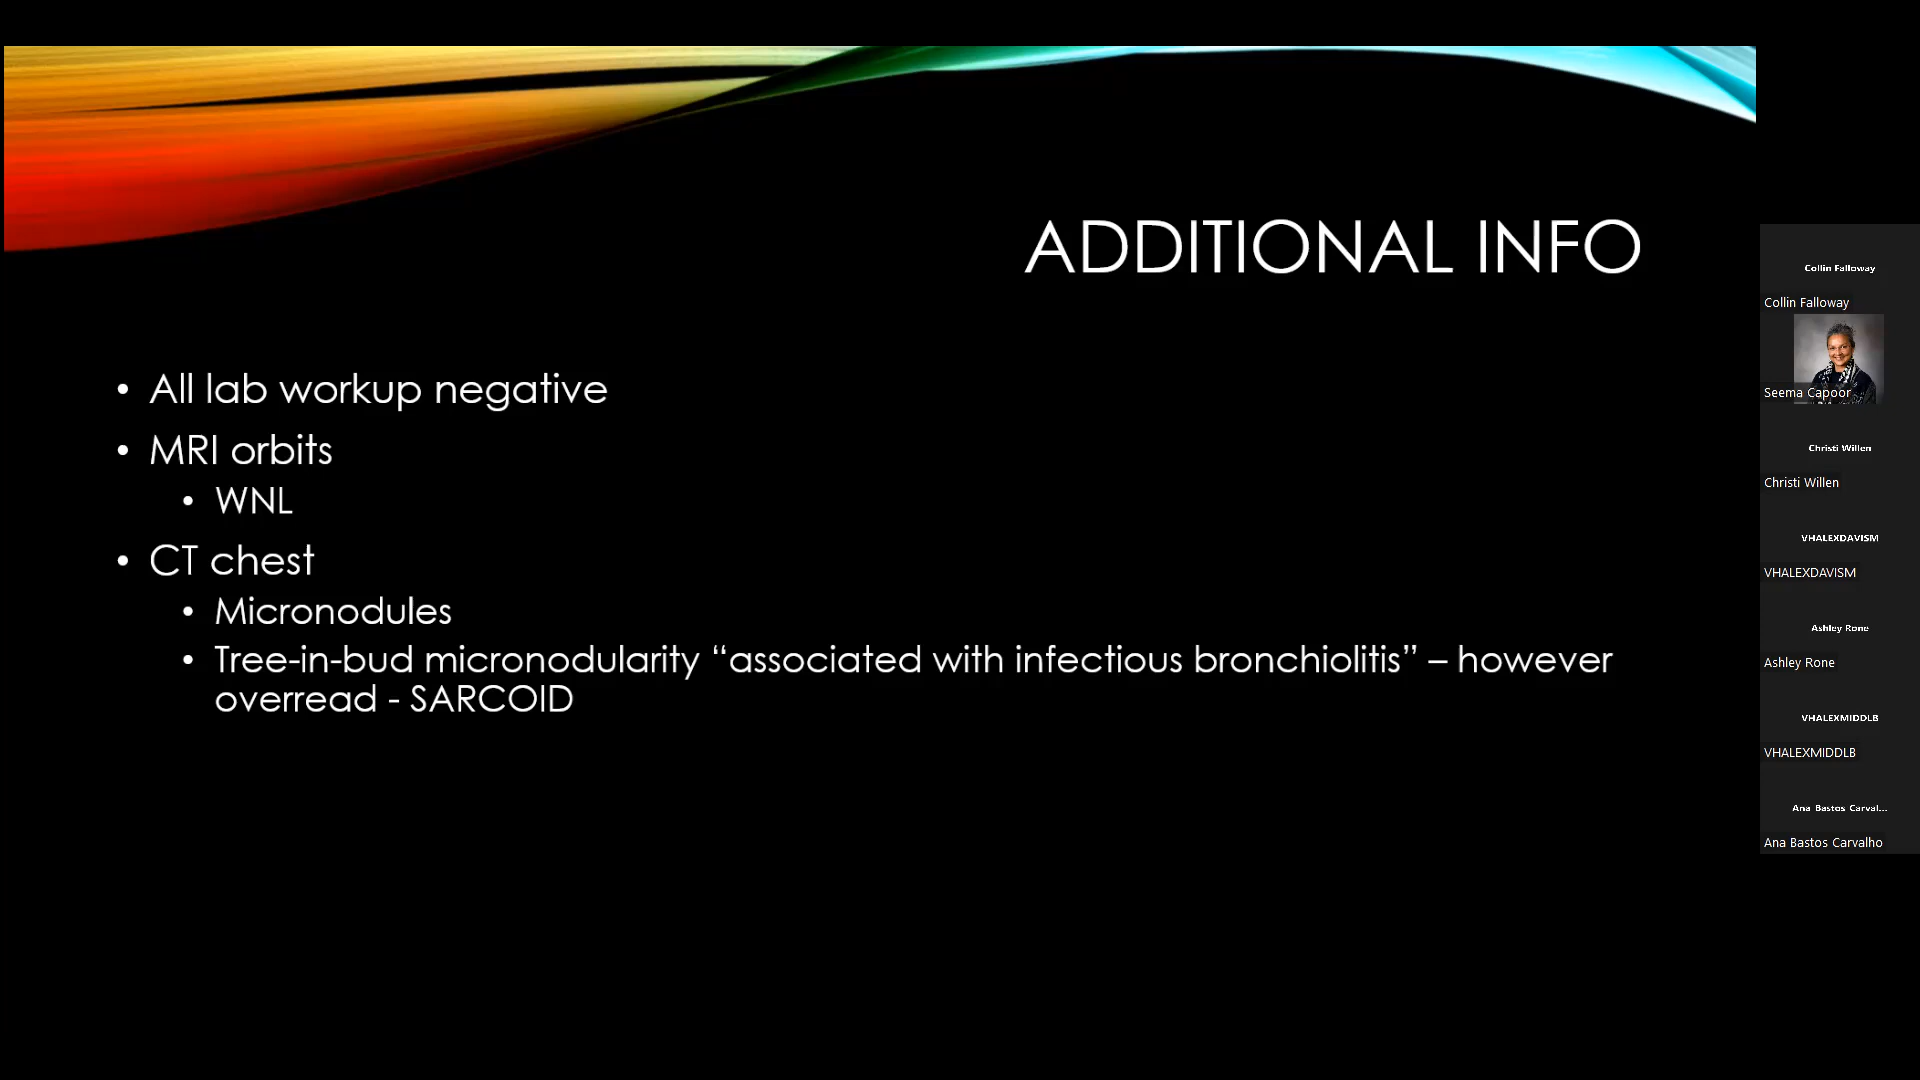 ADDITIONAL INFO
• All lab workup negative
• MRI orbits
• WNL
• CT chest
• Micronodules
• Tree-in-bud micronodularity “associated with infectious bronchiolitis” – however
overread - SARCOID
Collin Falloway
Collin Falloway
Seema Capoor
Christi Willen
Christi Willen
VHALEXDAVISM
VHALEXDAVISM
Ashley Rone
Ashley Rone
VHALEXMIDDLB
VHALEXMIDDLB
Ana Bastos Carval...
Ana Bastos Carvalho